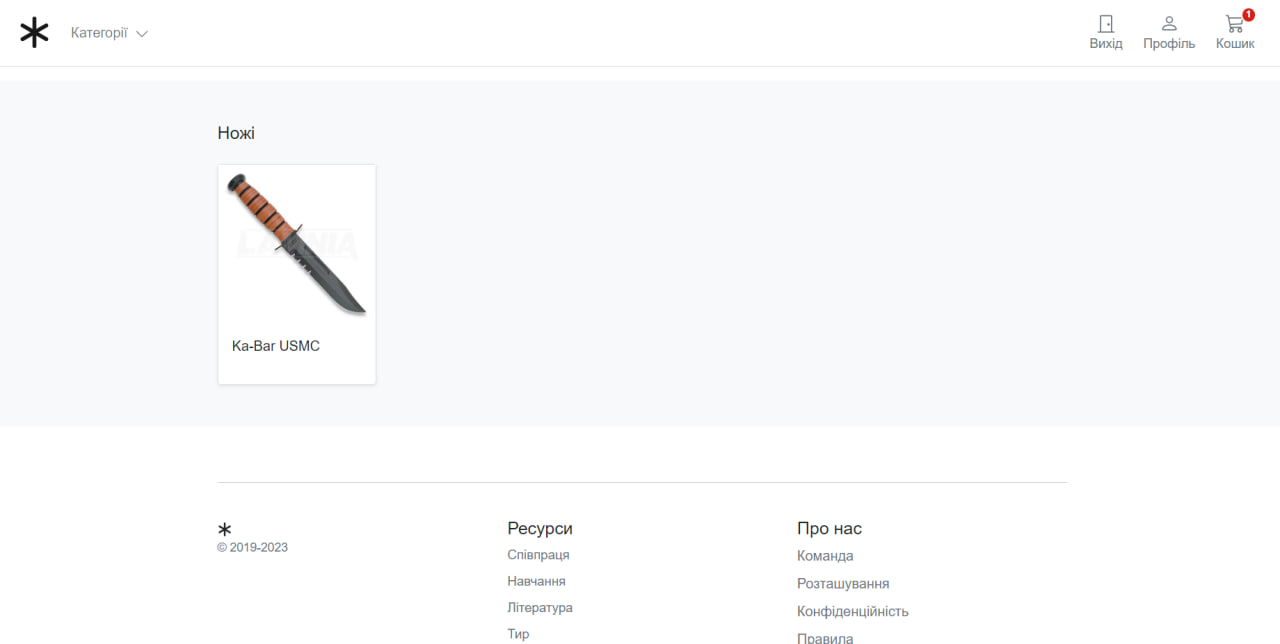 Категорії
Вихід
Профіль
1
Кошик
Ножі
Ka-Bar USMC
© 2019-2023
Ресурси
Співпраця
Навчання
Література
Тир
Про нас
Команда
Розташування
Конфіденційність
Правила